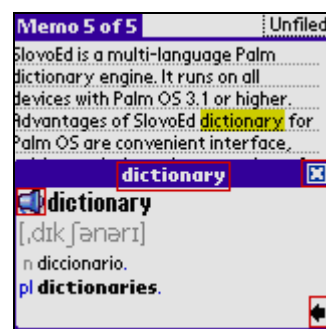 Memo 5 of 5 Unfiled
SlovoEd is a multi-language Palm
dictionary engine. It runs on all
devices with Palm OS 3.1 or higher.
Advantages of SlovoEd dictionary for
Palm OS are convenient interface,
dictionary
dictionary
[ˌdɪkʃənərɪ]
n diccionario.
pl dictionaries.